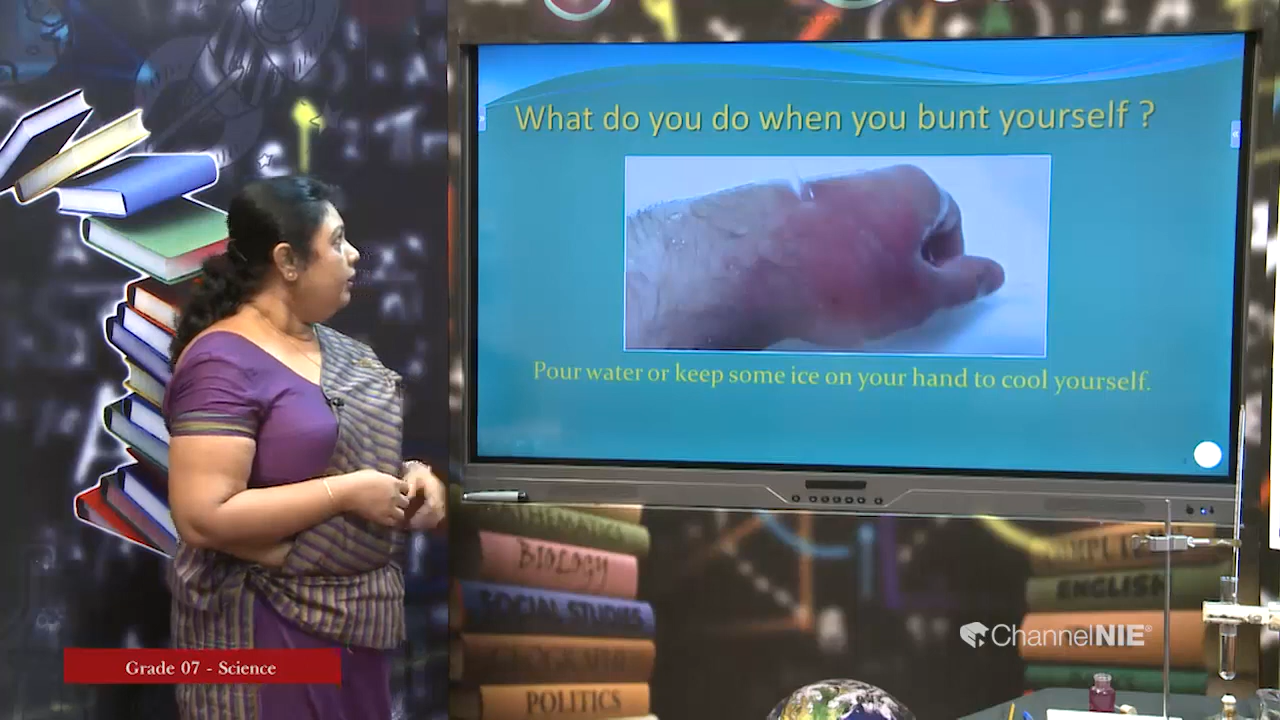 What do you do when you bunt yourself ?
Pour water or keep some ice on your hand to cool yourself.
MATHEMATICS
BIOLOGY
SOCIAL STUDIES
POLITICS
ENGLISH
ChannelNIE®
Grade 07 - Science